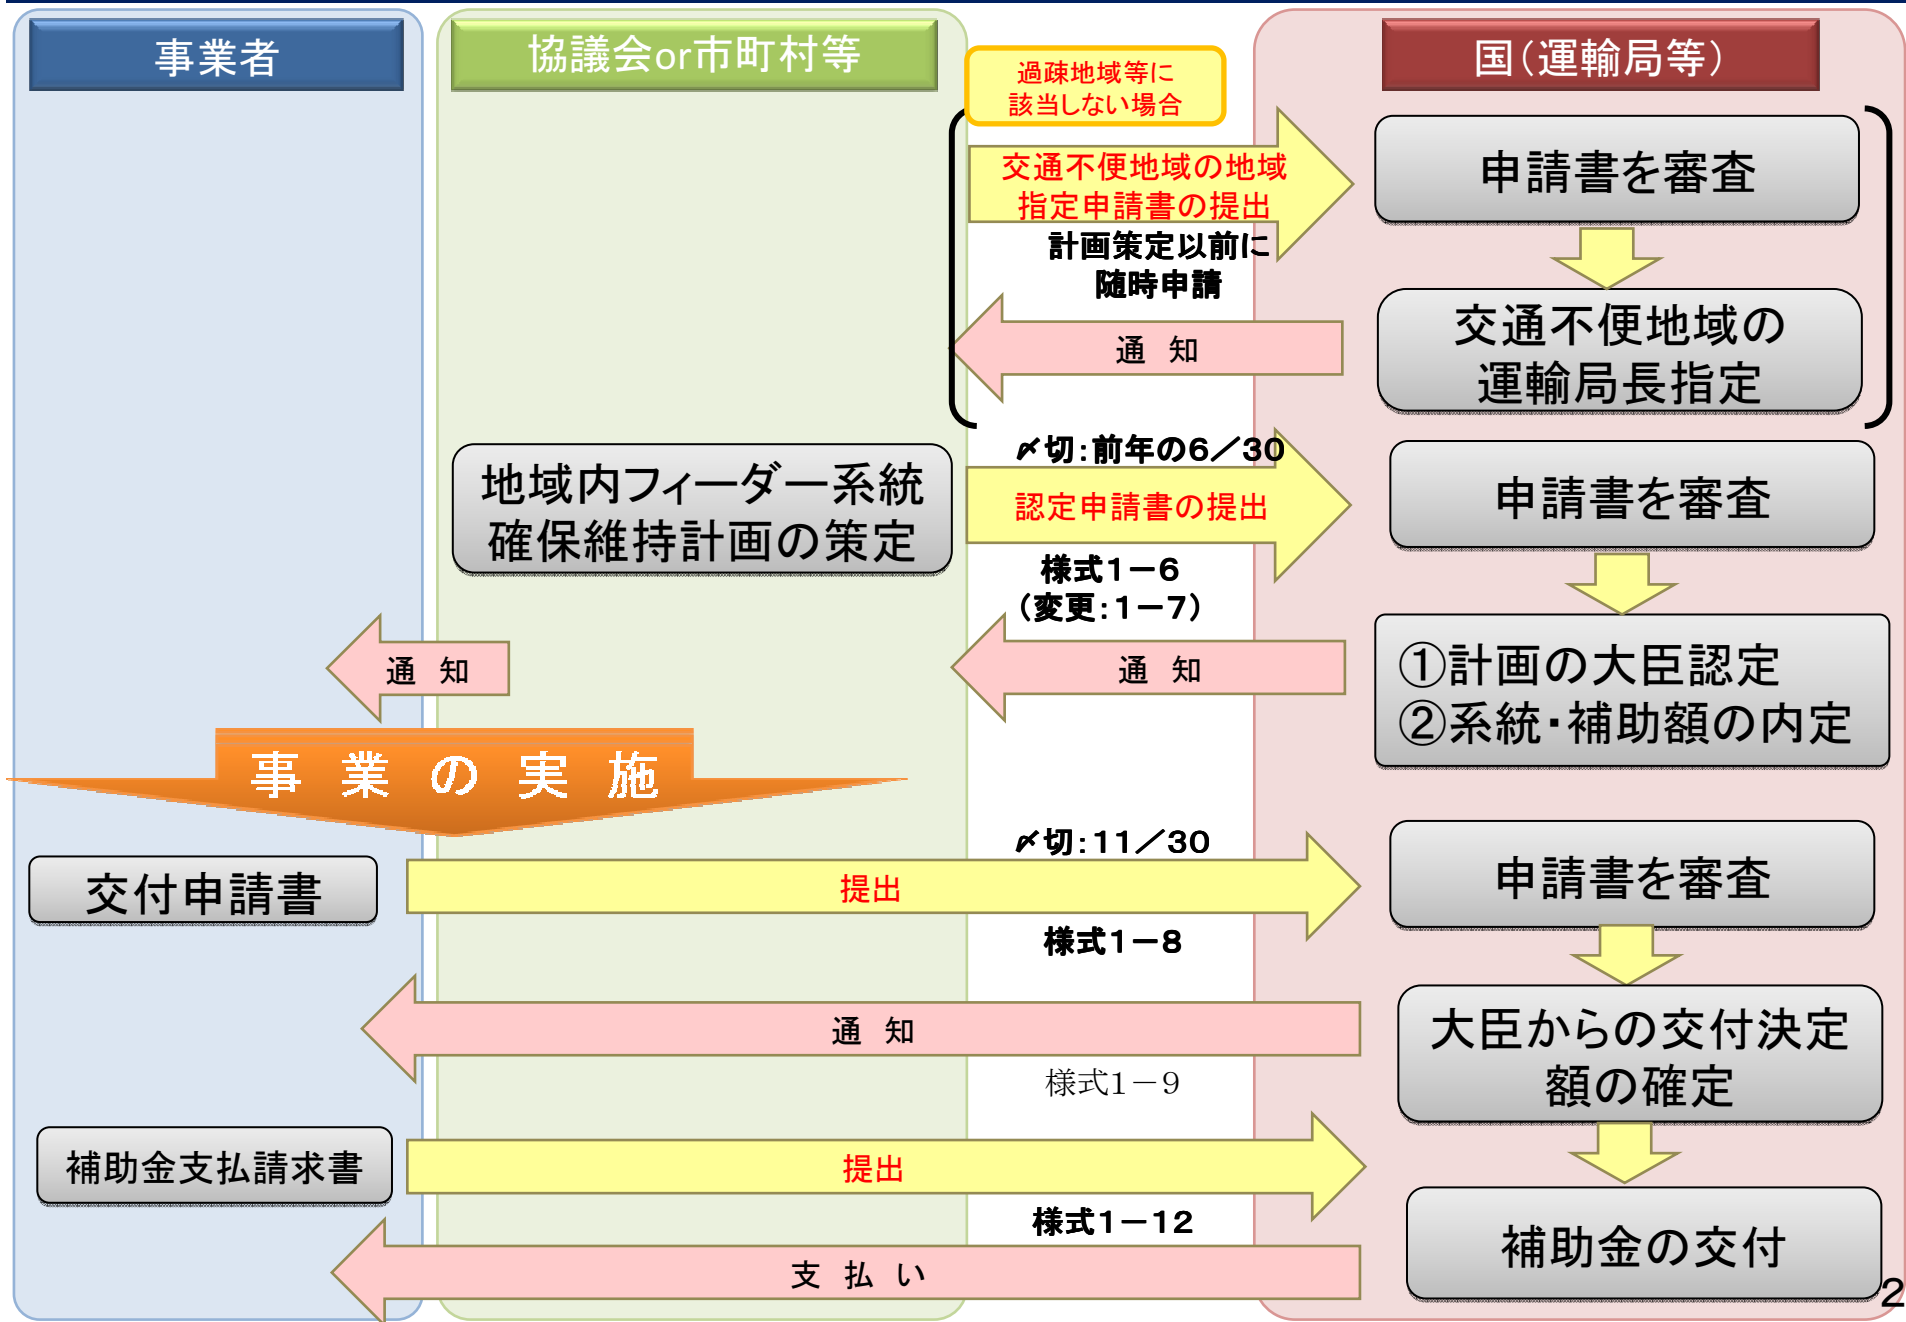 事業者
協議会or市町村等
国（運輸局等）
過疎地域等に
該当しない場合
交通不便地域の地域
指定申請書の提出
計画策定以前に
随時申請
申請書を審査
交通不便地域の
運輸局長指定
通　知
〆切：前年の6／30
地域内フィーダー系統
確保維持計画の策定
認定申請書の提出
様式１－６
（変更：１－７）
申請書を審査
①計画の大臣認定
②系統・補助額の内定
通　知
通　知
事　業　の　実　施
〆切：11／30
交付申請書
提出
様式１－８
申請書を審査
大臣からの交付決定
額の確定
通　知
様式１－９
補助金支払請求書
提出
様式１－１２
補助金の交付
支　払　い
2